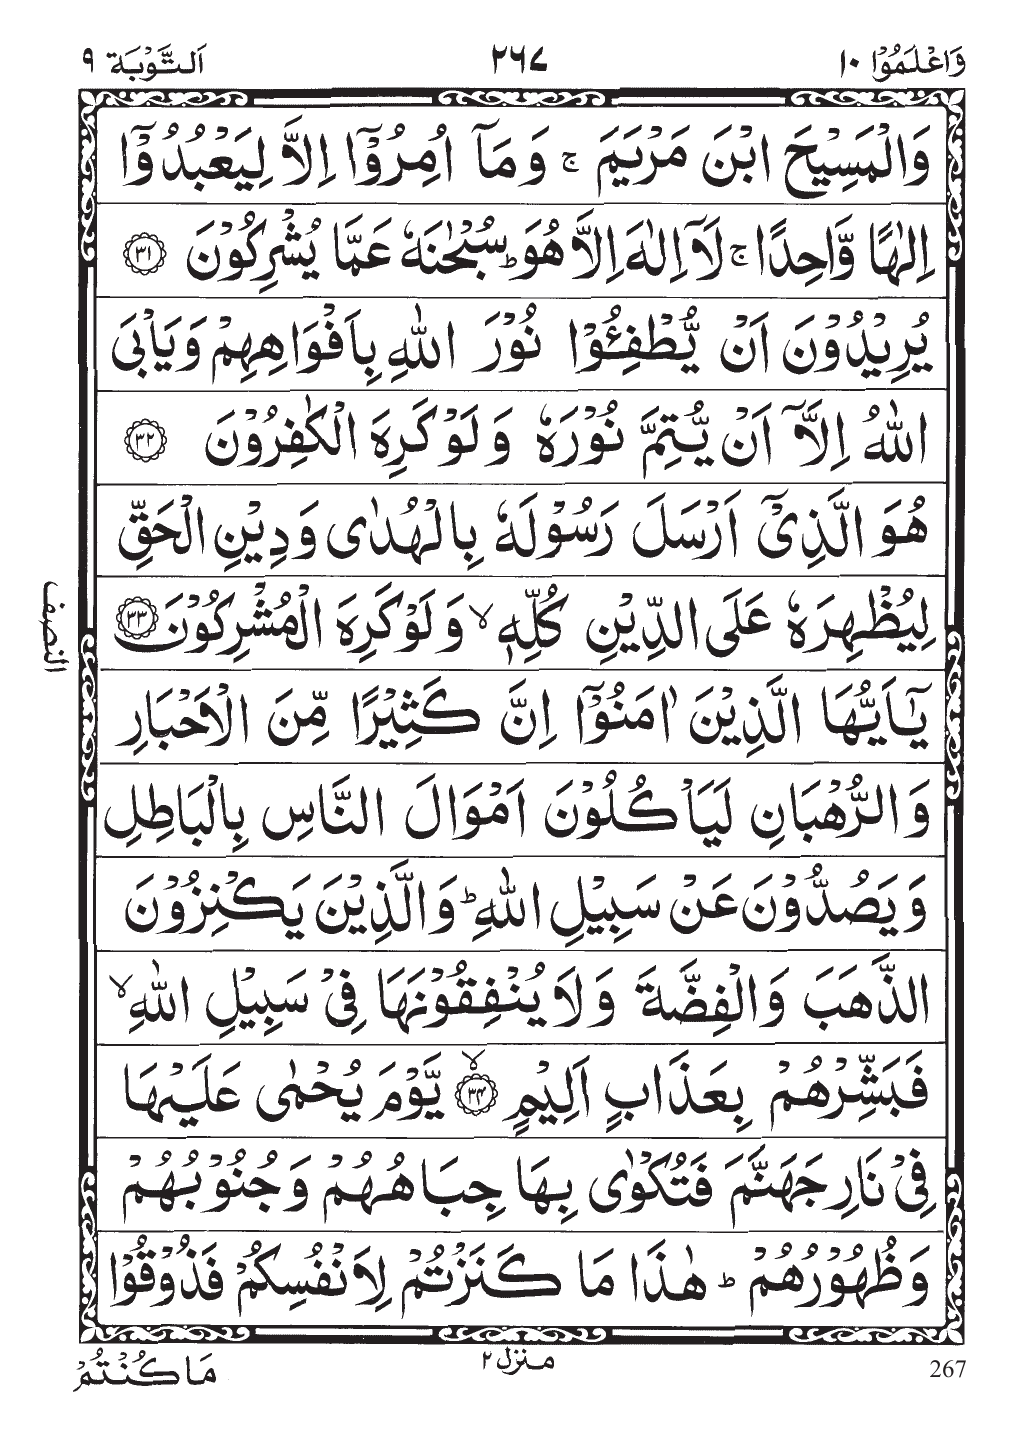 وَاعْلَمُوْٓا ١٠ ٢٦٧ اَلتَّوْبَة ٩
وَالْمَسِيْحَ ابْنَ مَرْيَمَ ۚ وَمَآ اُمِرُوْٓا اِلَّا لِيَعْبُدُوْٓا
اِلٰهًا وَّاحِدًا ۚ لَآ اِلٰهَ اِلَّا هُوَ ؕ سُبْحٰنَهٗ عَمَّا يُشْرِكُوْنَ ﴿٣١﴾
يُرِيْدُوْنَ اَنْ يُّطْفِـُٔوْا نُوْرَ اللّٰهِ بِاَفْوَاهِهِمْ وَيَاْبَى
اللّٰهُ اِلَّآ اَنْ يُّتِمَّ نُوْرَهٗ وَلَوْ كَرِهَ الْكٰفِرُوْنَ ﴿٣٢﴾
هُوَ الَّذِيْٓ اَرْسَلَ رَسُوْلَهٗ بِالْهُدٰى وَدِيْنِ الْحَقِّ
لِيُظْهِرَهٗ عَلَى الدِّيْنِ كُلِّهٖ ۙ وَلَوْ كَرِهَ الْمُشْرِكُوْنَ ﴿٣٣﴾
النصف
يٰٓاَيُّهَا الَّذِيْنَ اٰمَنُوْٓا اِنَّ كَثِيْرًا مِّنَ الْاَحْبَارِ
وَالرُّهْبَانِ لَيَاْكُلُوْنَ اَمْوَالَ النَّاسِ بِالْبَاطِلِ
وَيَصُدُّوْنَ عَنْ سَبِيْلِ اللّٰهِ ؕ وَالَّذِيْنَ يَكْنِزُوْنَ
الذَّهَبَ وَالْفِضَّةَ وَلَا يُنْفِقُوْنَهَا فِيْ سَبِيْلِ اللّٰهِ ۙ
فَبَشِّرْهُمْ بِعَذَابٍ اَلِيْمٍ ۙ﴿٣٤﴾ يَّوْمَ يُحْمٰى عَلَيْهَا
فِيْ نَارِ جَهَنَّمَ فَتُكْوٰى بِهَا جِبَاهُهُمْ وَجُنُوْبُهُمْ
وَظُهُوْرُهُمْ ؕ هٰذَا مَا كَنَزْتُمْ لِاَنْفُسِكُمْ فَذُوْقُوْا
مَا كُنْتُمْ
منزل ٢
267